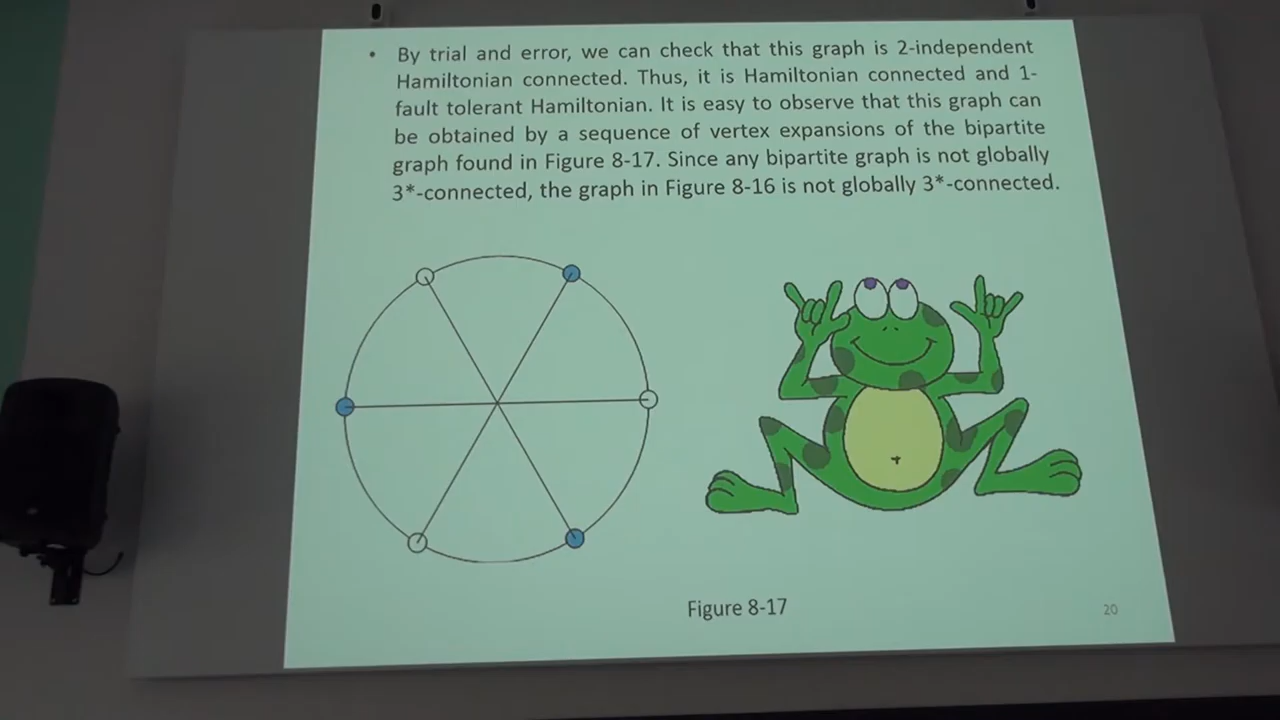 • By trial and error, we can check that this graph is 2-independent
Hamiltonian connected. Thus, it is Hamiltonian connected and 1-
fault tolerant Hamiltonian. It is easy to observe that this graph can
be obtained by a sequence of vertex expansions of the bipartite
graph found in Figure 8-17. Since any bipartite graph is not globally
3*-connected, the graph in Figure 8-16 is not globally 3*-connected.
Figure 8-17
20